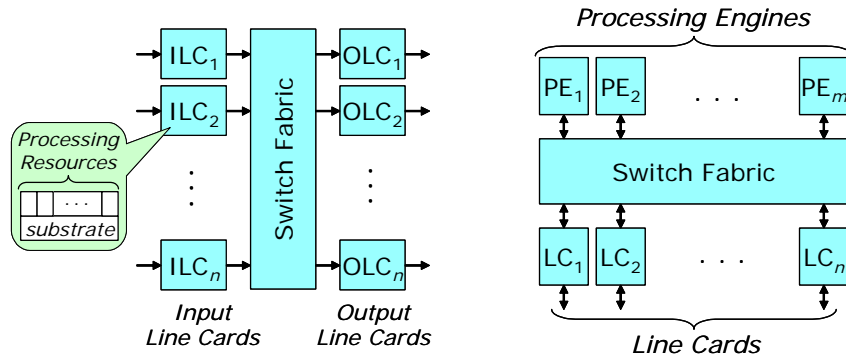 ILC1
OLC1
ILC2
OLC2
Processing
Resources
. . .
substrate
Switch Fabric
ILCn
OLCn
Input
Line Cards
Output
Line Cards
Processing Engines
PE1
PE2
. . .
PEm
Switch Fabric
LC1
LC2
. . .
LCn
Line Cards